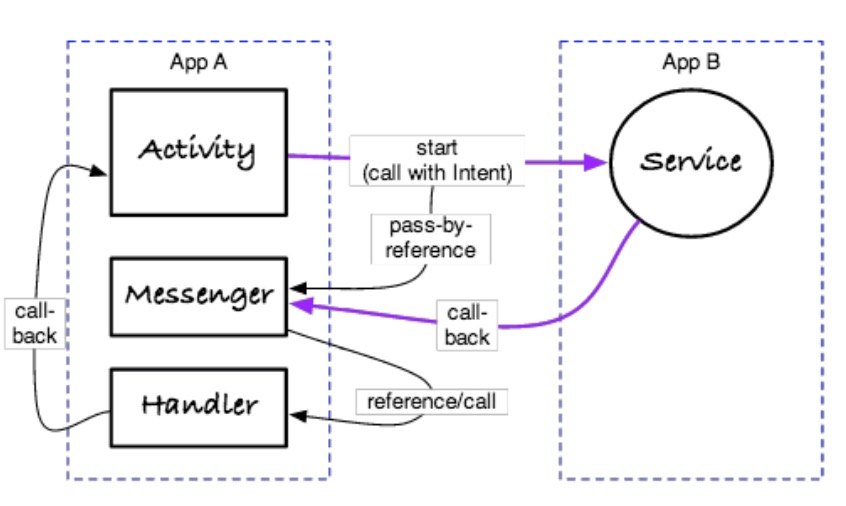 App A
App B
Activity
start
(call with Intent)
Service
pass-by-
reference
Messenger
call-
back
call-
back
Handler
reference/call